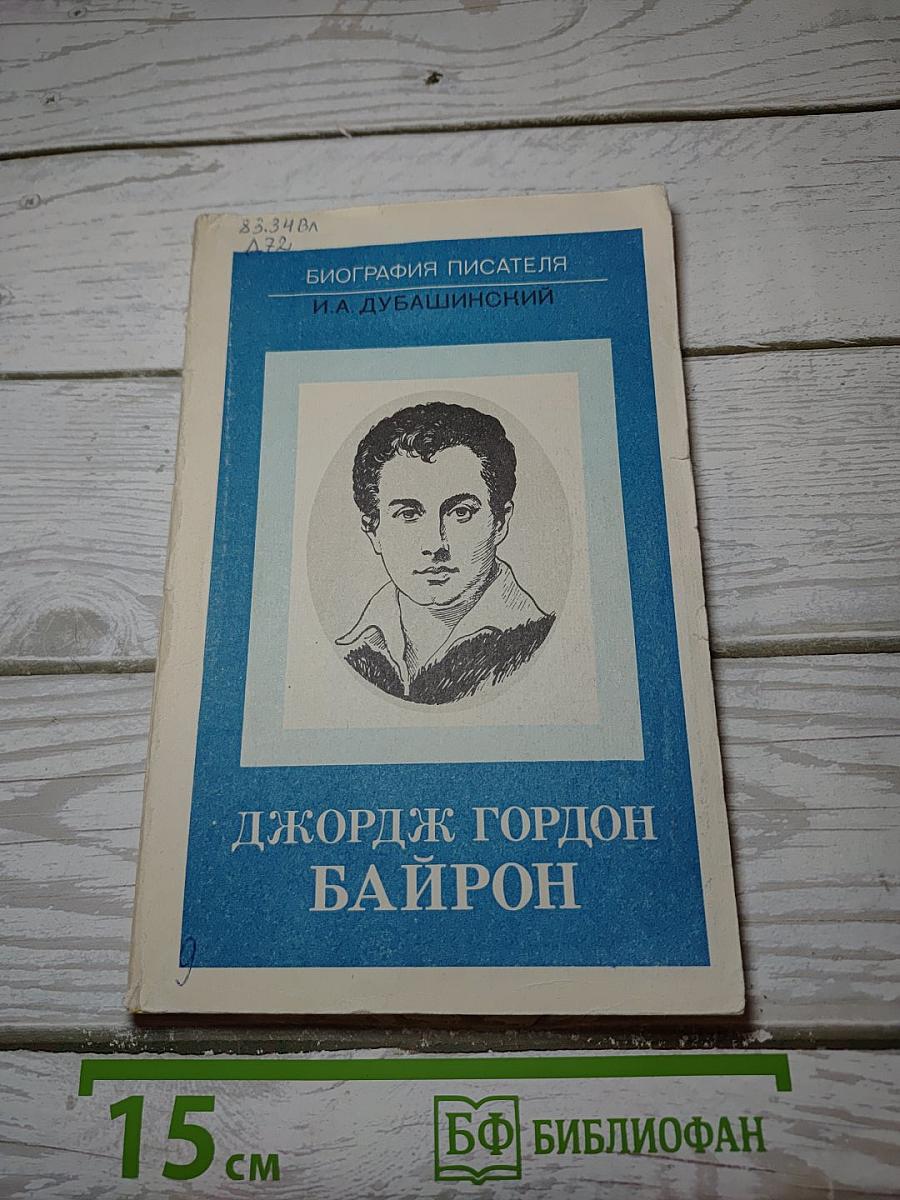 83.34Вл
Д72
БИОГРАФИЯ ПИСАТЕЛЯ
И.А. ДУБАШИНСКИЙ
ДЖОРДЖ ГОРДОН
БАЙРОН
15 см
БФ БИБЛИОФАН